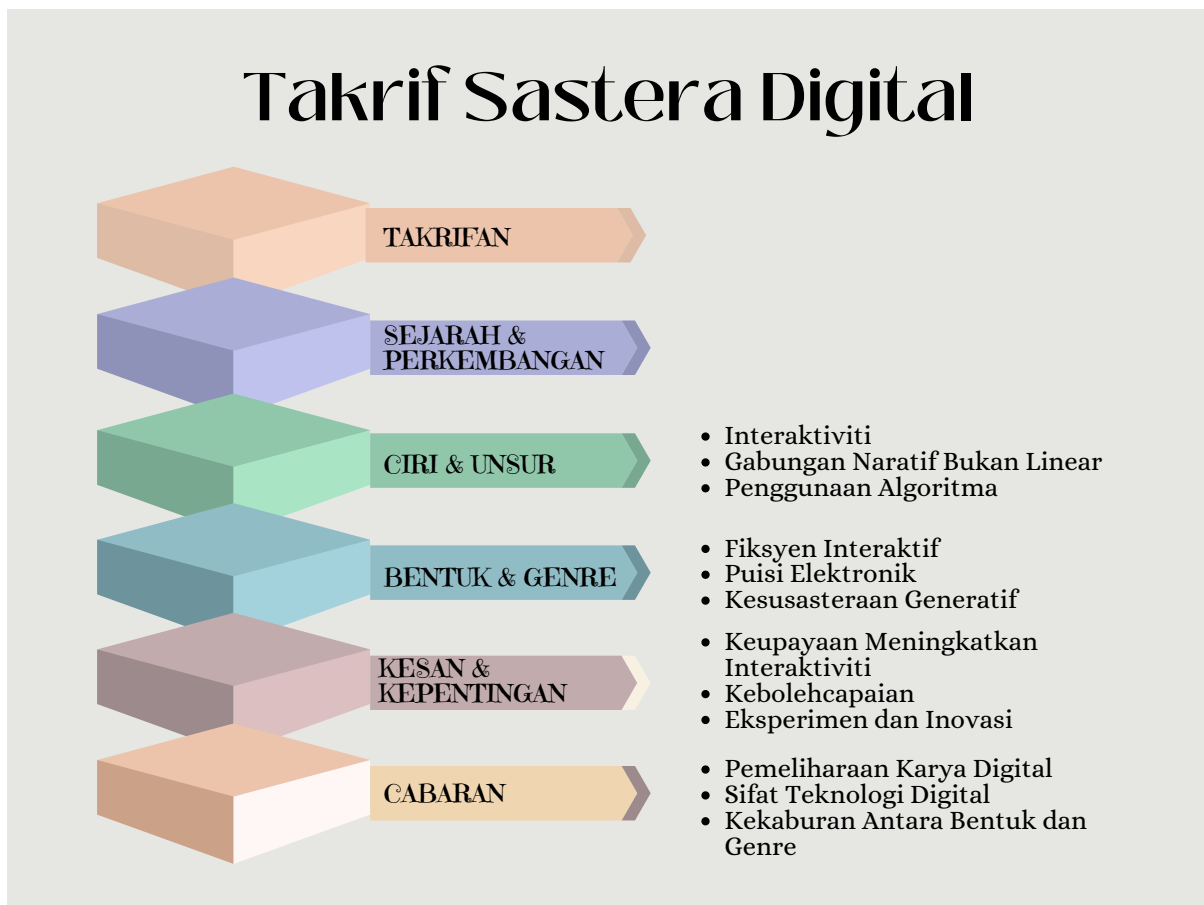 Takrif Sastera Digital
TAKRIFAN
SEJARAH &
PERKEMBANGAN
CIRI & UNSUR
• Interaktiviti
• Gabungan Naratif Bukan Linear
• Penggunaan Algoritma
BENTUK & GENRE
• Fiksyen Interaktif
• Puisi Elektronik
• Kesusasteraan Generatif
KESAN &
KEPENTINGAN
• Keupayaan Meningkatkan
Interaktiviti
• Kebolehcapaian
• Eksperimen dan Inovasi
CABARAN
• Pemeliharaan Karya Digital
• Sifat Teknologi Digital
• Kekaburan Antara Bentuk dan
Genre